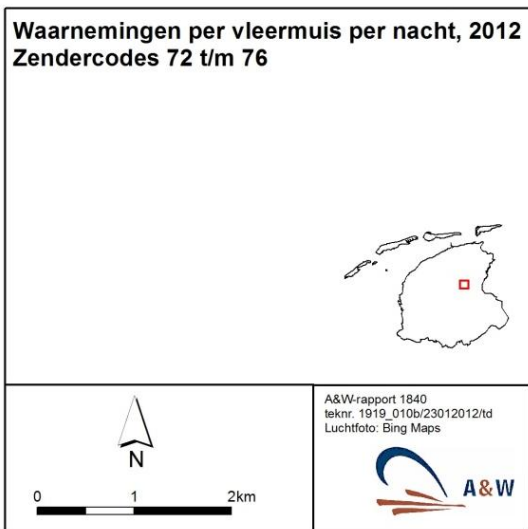 Waarnemingen per vleermuis per nacht, 2012
Zendercodes 72 t/m 76
A&W-rapport 1840
teknr. 1919_010b/23012012/td
Luchtfoto: Bing Maps
N
0 1 2km
A&W